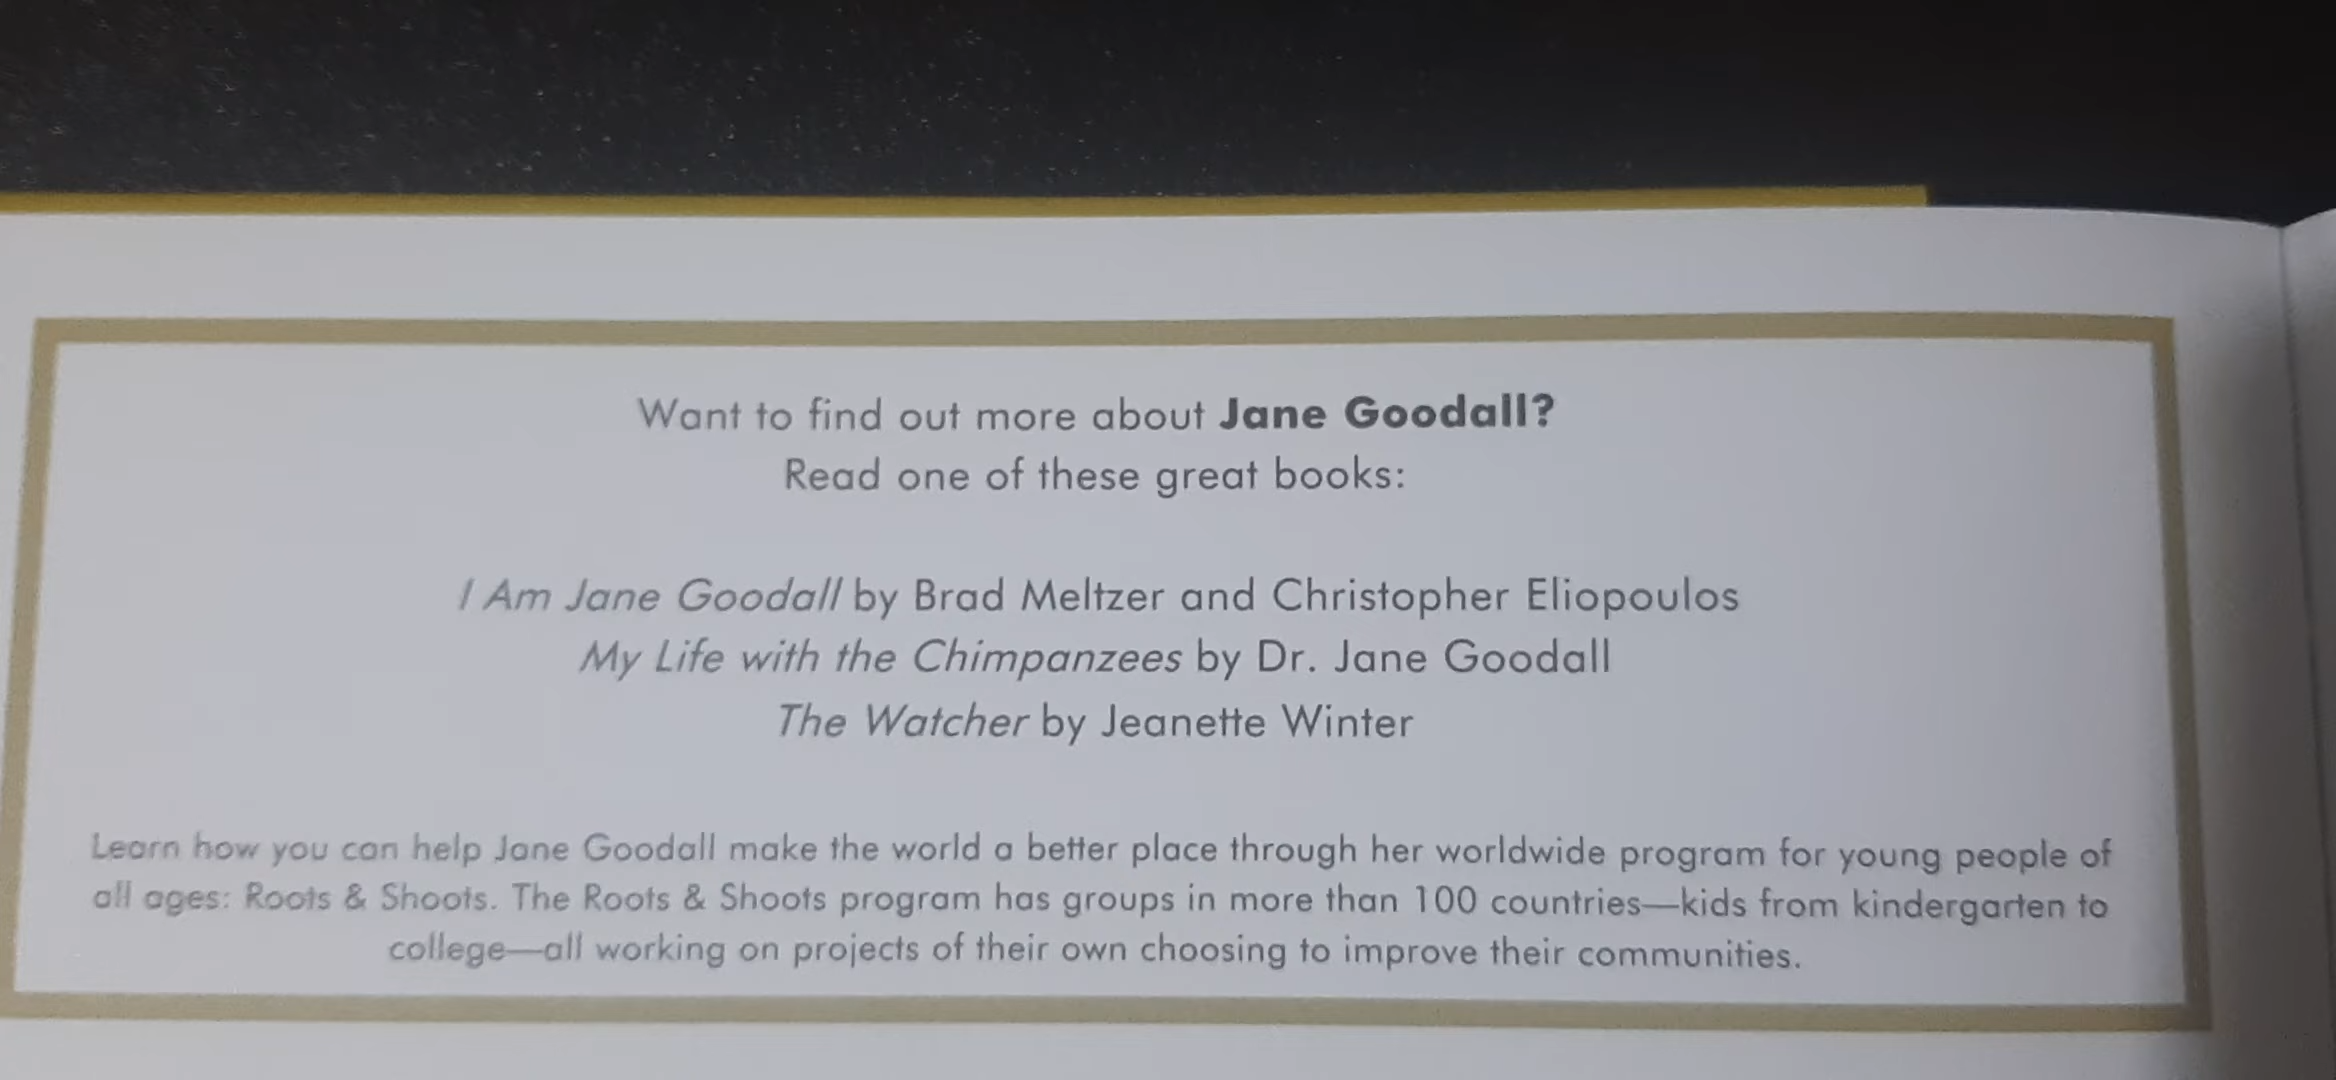 Want to find out more about Jane Goodall?
Read one of these great books:
I Am Jane Goodall by Brad Meltzer and Christopher Eliopoulos
My Life with the Chimpanzees by Dr. Jane Goodall
The Watcher by Jeanette Winter
Learn how you can help Jane Goodall make the world a better place through her worldwide program for young people of
all ages: Roots & Shoots. The Roots & Shoots program has groups in more than 100 countries—kids from kindergarten to
college—all working on projects of their own choosing to improve their communities.